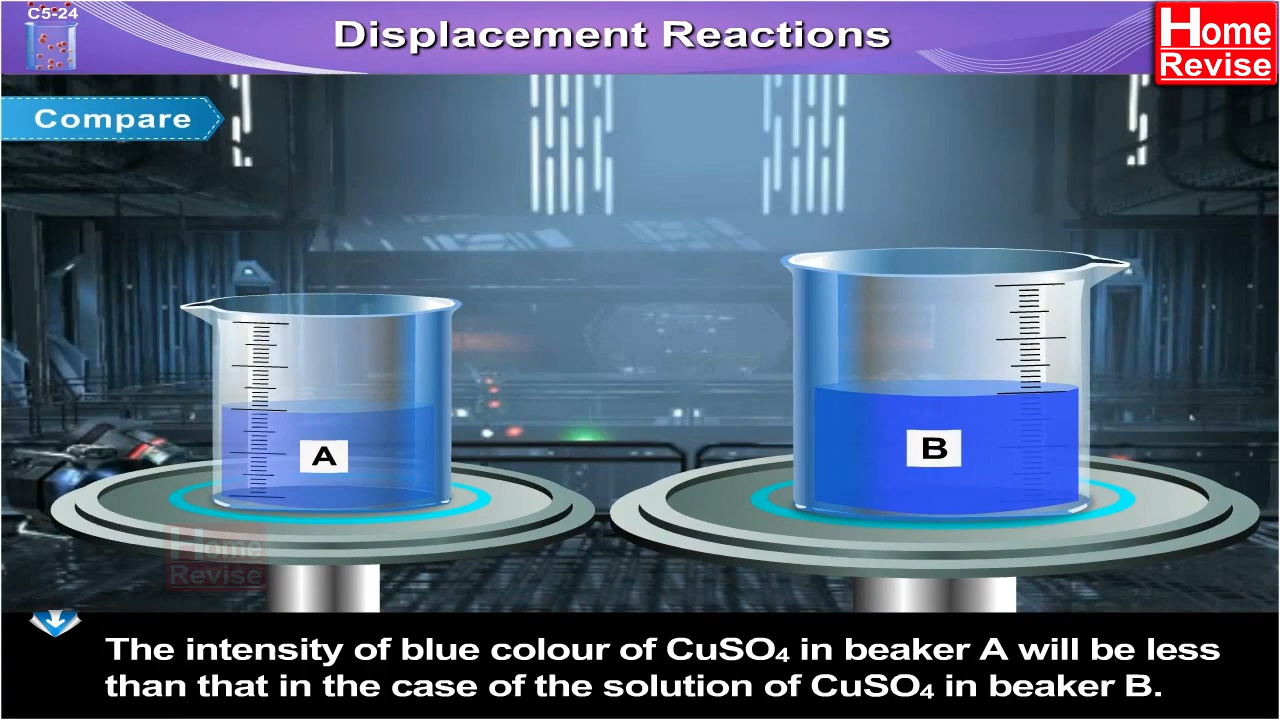 C5-24
Displacement Reactions
Home
Revise
Compare
A
B
Home
Revise
The intensity of blue colour of CuSO₄ in beaker A will be less
than that in the case of the solution of CuSO₄ in beaker B.